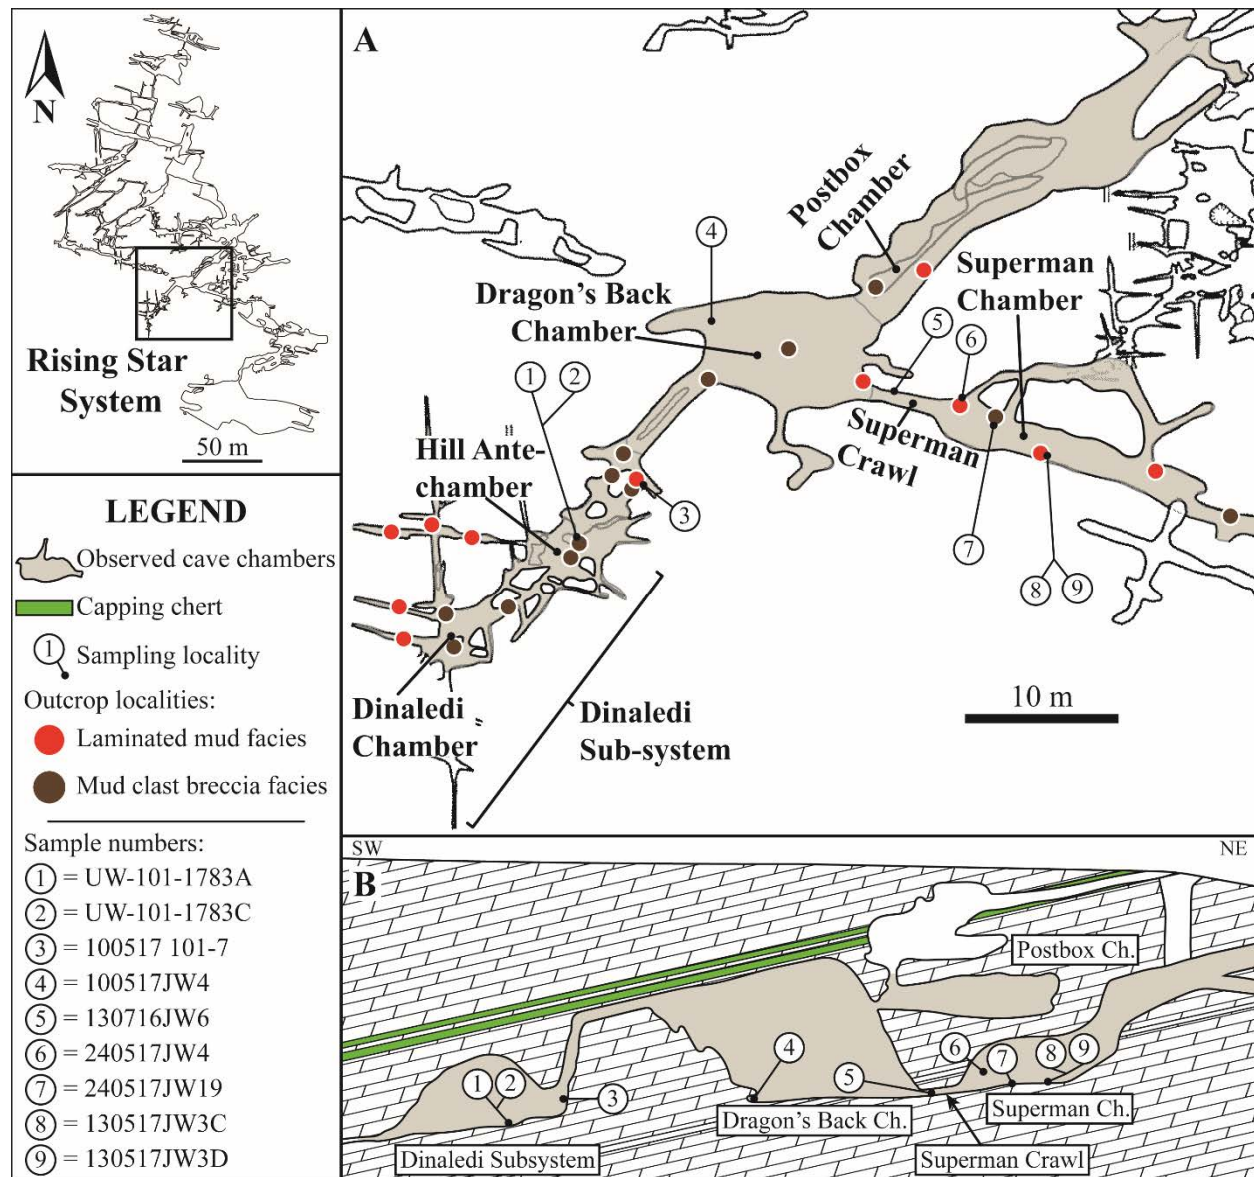 N
Rising Star
System
50 m
LEGEND
Observed cave chambers
Capping chert
1 Sampling locality
Outcrop localities:
Laminated mud facies
Mud clast breccia facies
Sample numbers:
1 = UW-101-1783A
2 = UW-101-1783C
3 = 100517 101-7
4 = 100517JW4
5 = 130716JW6
6 = 240517JW4
7 = 240517JW19
8 = 130517JW3C
9 = 130517JW3D
A
Postbox
Chamber
4
Dragon's Back
Chamber
Superman
Chamber
5
6
1
2
Superman
Crawl
Hill Ante-
chamber
3
7
8
9
Dinaledi
Chamber
Dinaledi
Sub-system
10 m
SW
NE
B
Postbox Ch.
1
2
3
4
5
6
7
8
9
Dragon's Back Ch.
Superman Ch.
Dinaledi Subsystem
Superman Crawl